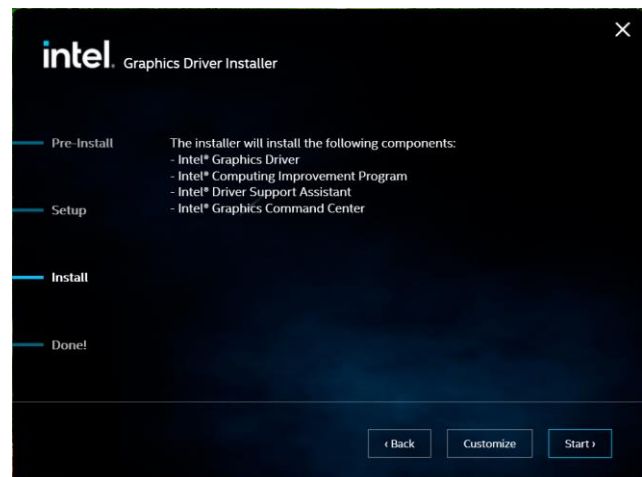 intel. Graphics Driver Installer
Pre-Install
The installer will install the following components:
- Intel® Graphics Driver
- Intel® Computing Improvement Program
- Intel® Driver Support Assistant
- Intel® Graphics Command Center
Setup
Install
Done!
‹ Back
Customize
Start ›